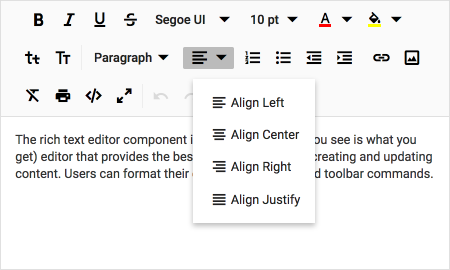 B I U S Segoe UI 10 pt A
Paragraph
Align Left
Align Center
Align Right
Align Justify
The rich text editor component i ou see is what you
get) editor that provides the bes creating and updating
content. Users can format their d toolbar commands.